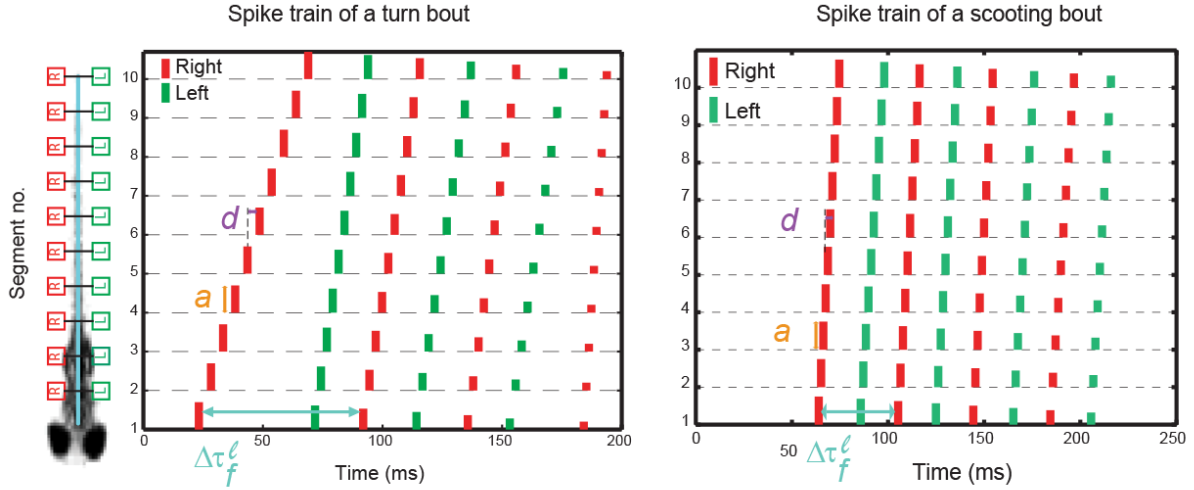 Spike train of a turn bout
Spike train of a scooting bout
Segment no.
R L
R L
R L
R L
R L
R L
R L
R L
R L
R L
Right
Left
10
9
8
7
6
5
4
3
2
1
d
a
Δτ_f^ℓ
0 50 100 150 200
Time (ms)
Right
Left
10
9
8
7
6
5
4
3
2
1
d
a
Δτ_f^ℓ
0 50 100 150 200 250
Time (ms)